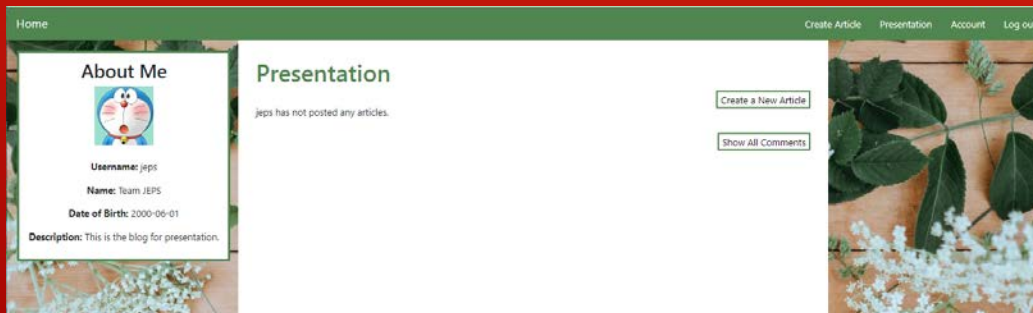 Home
Create Article Presentation Account Log ou
About Me
Username: jeps
Name: Team JEPS
Date of Birth: 2000-06-01
Description: This is the blog for presentation.
Presentation
jeps has not posted any articles.
Create a New Article
Show All Comments